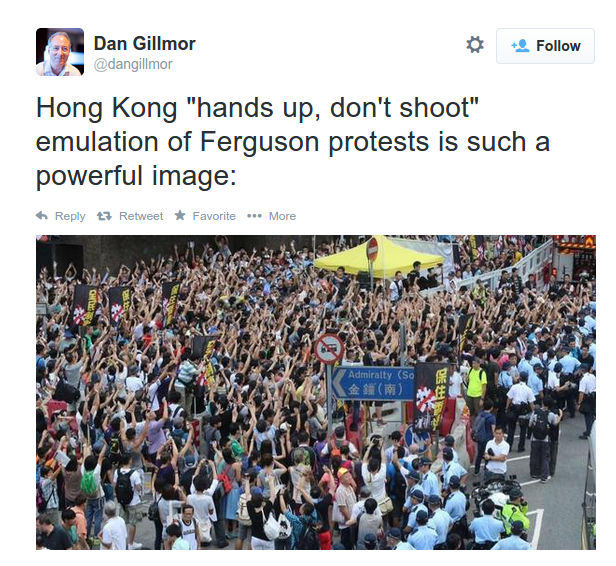 Dan Gillmor
@dangillmor
Follow
Hong Kong "hands up, don't shoot"
emulation of Ferguson protests is such a
powerful image:
Reply Retweet Favorite More
Admiralty (So
金鐘(南)